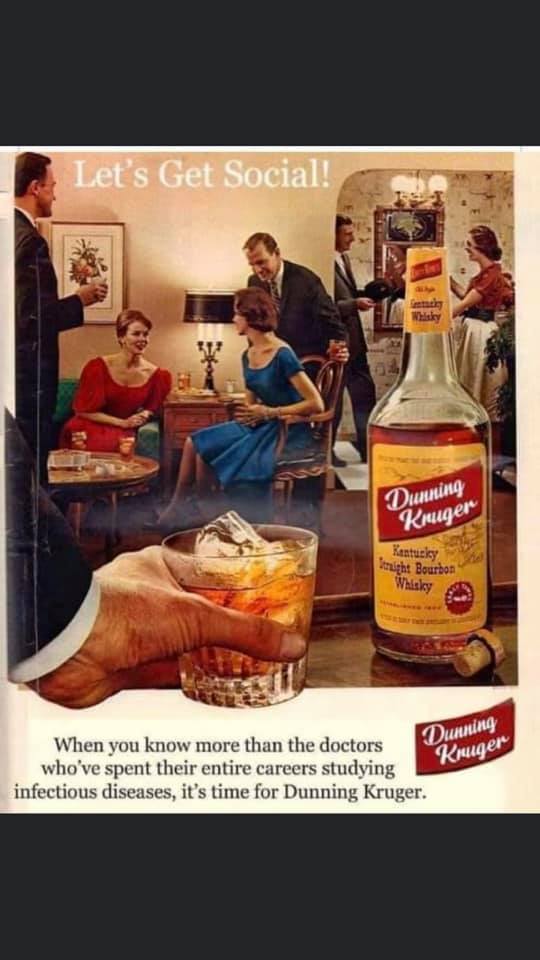 Let's Get Social!
Kentucky
Whisky
Dunning
Kruger
Kentucky
Straight Bourbon
Whisky
When you know more than the doctors
who've spent their entire careers studying
infectious diseases, it's time for Dunning Kruger.
Dunning
Kruger